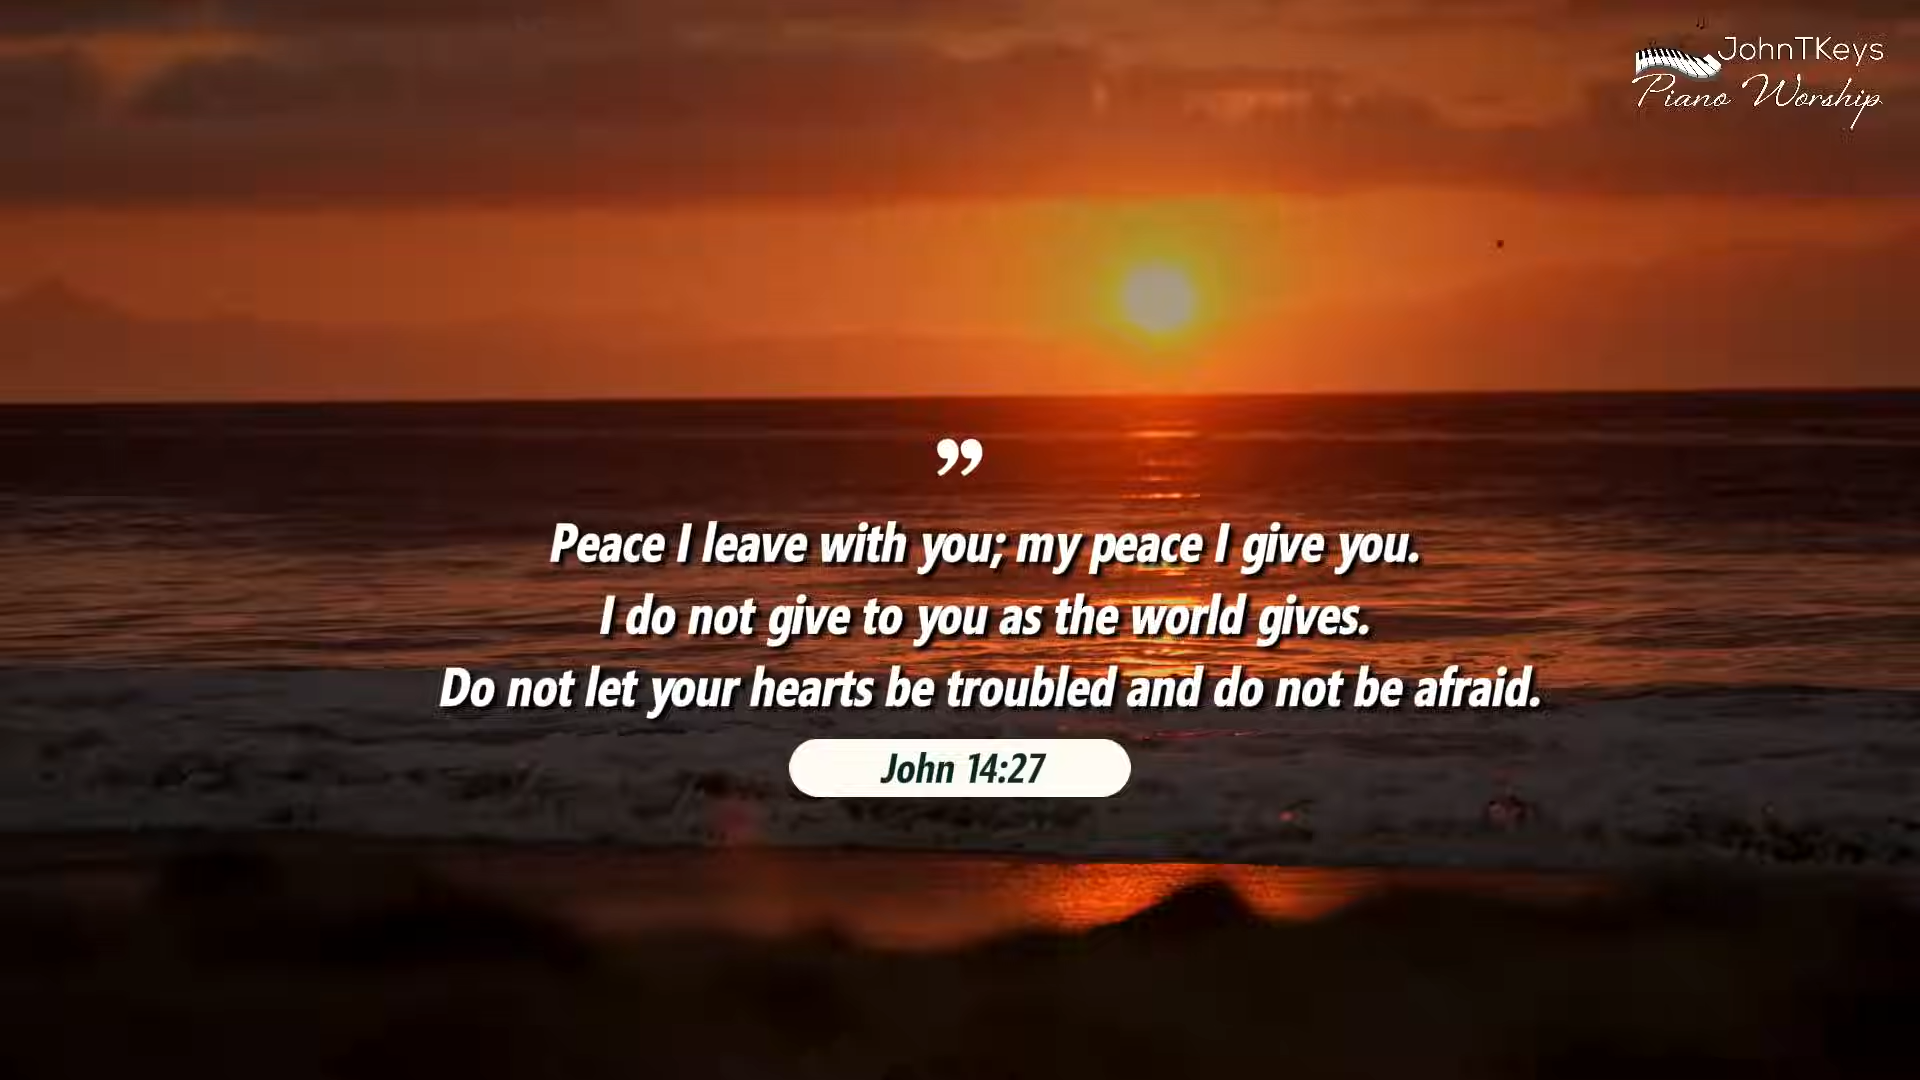 JohnTKeys
Piano Worship
”
Peace I leave with you; my peace I give you.
I do not give to you as the world gives.
Do not let your hearts be troubled and do not be afraid.
John 14:27